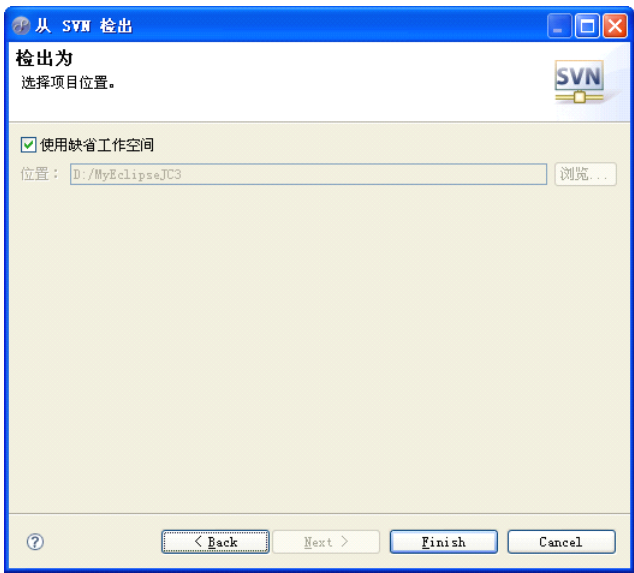 从 SVN 检出
检出为
选择项目位置。
SVN
使用缺省工作空间
位置： D:/MyEclipseJC3 浏览...
? < Back Next > Finish Cancel